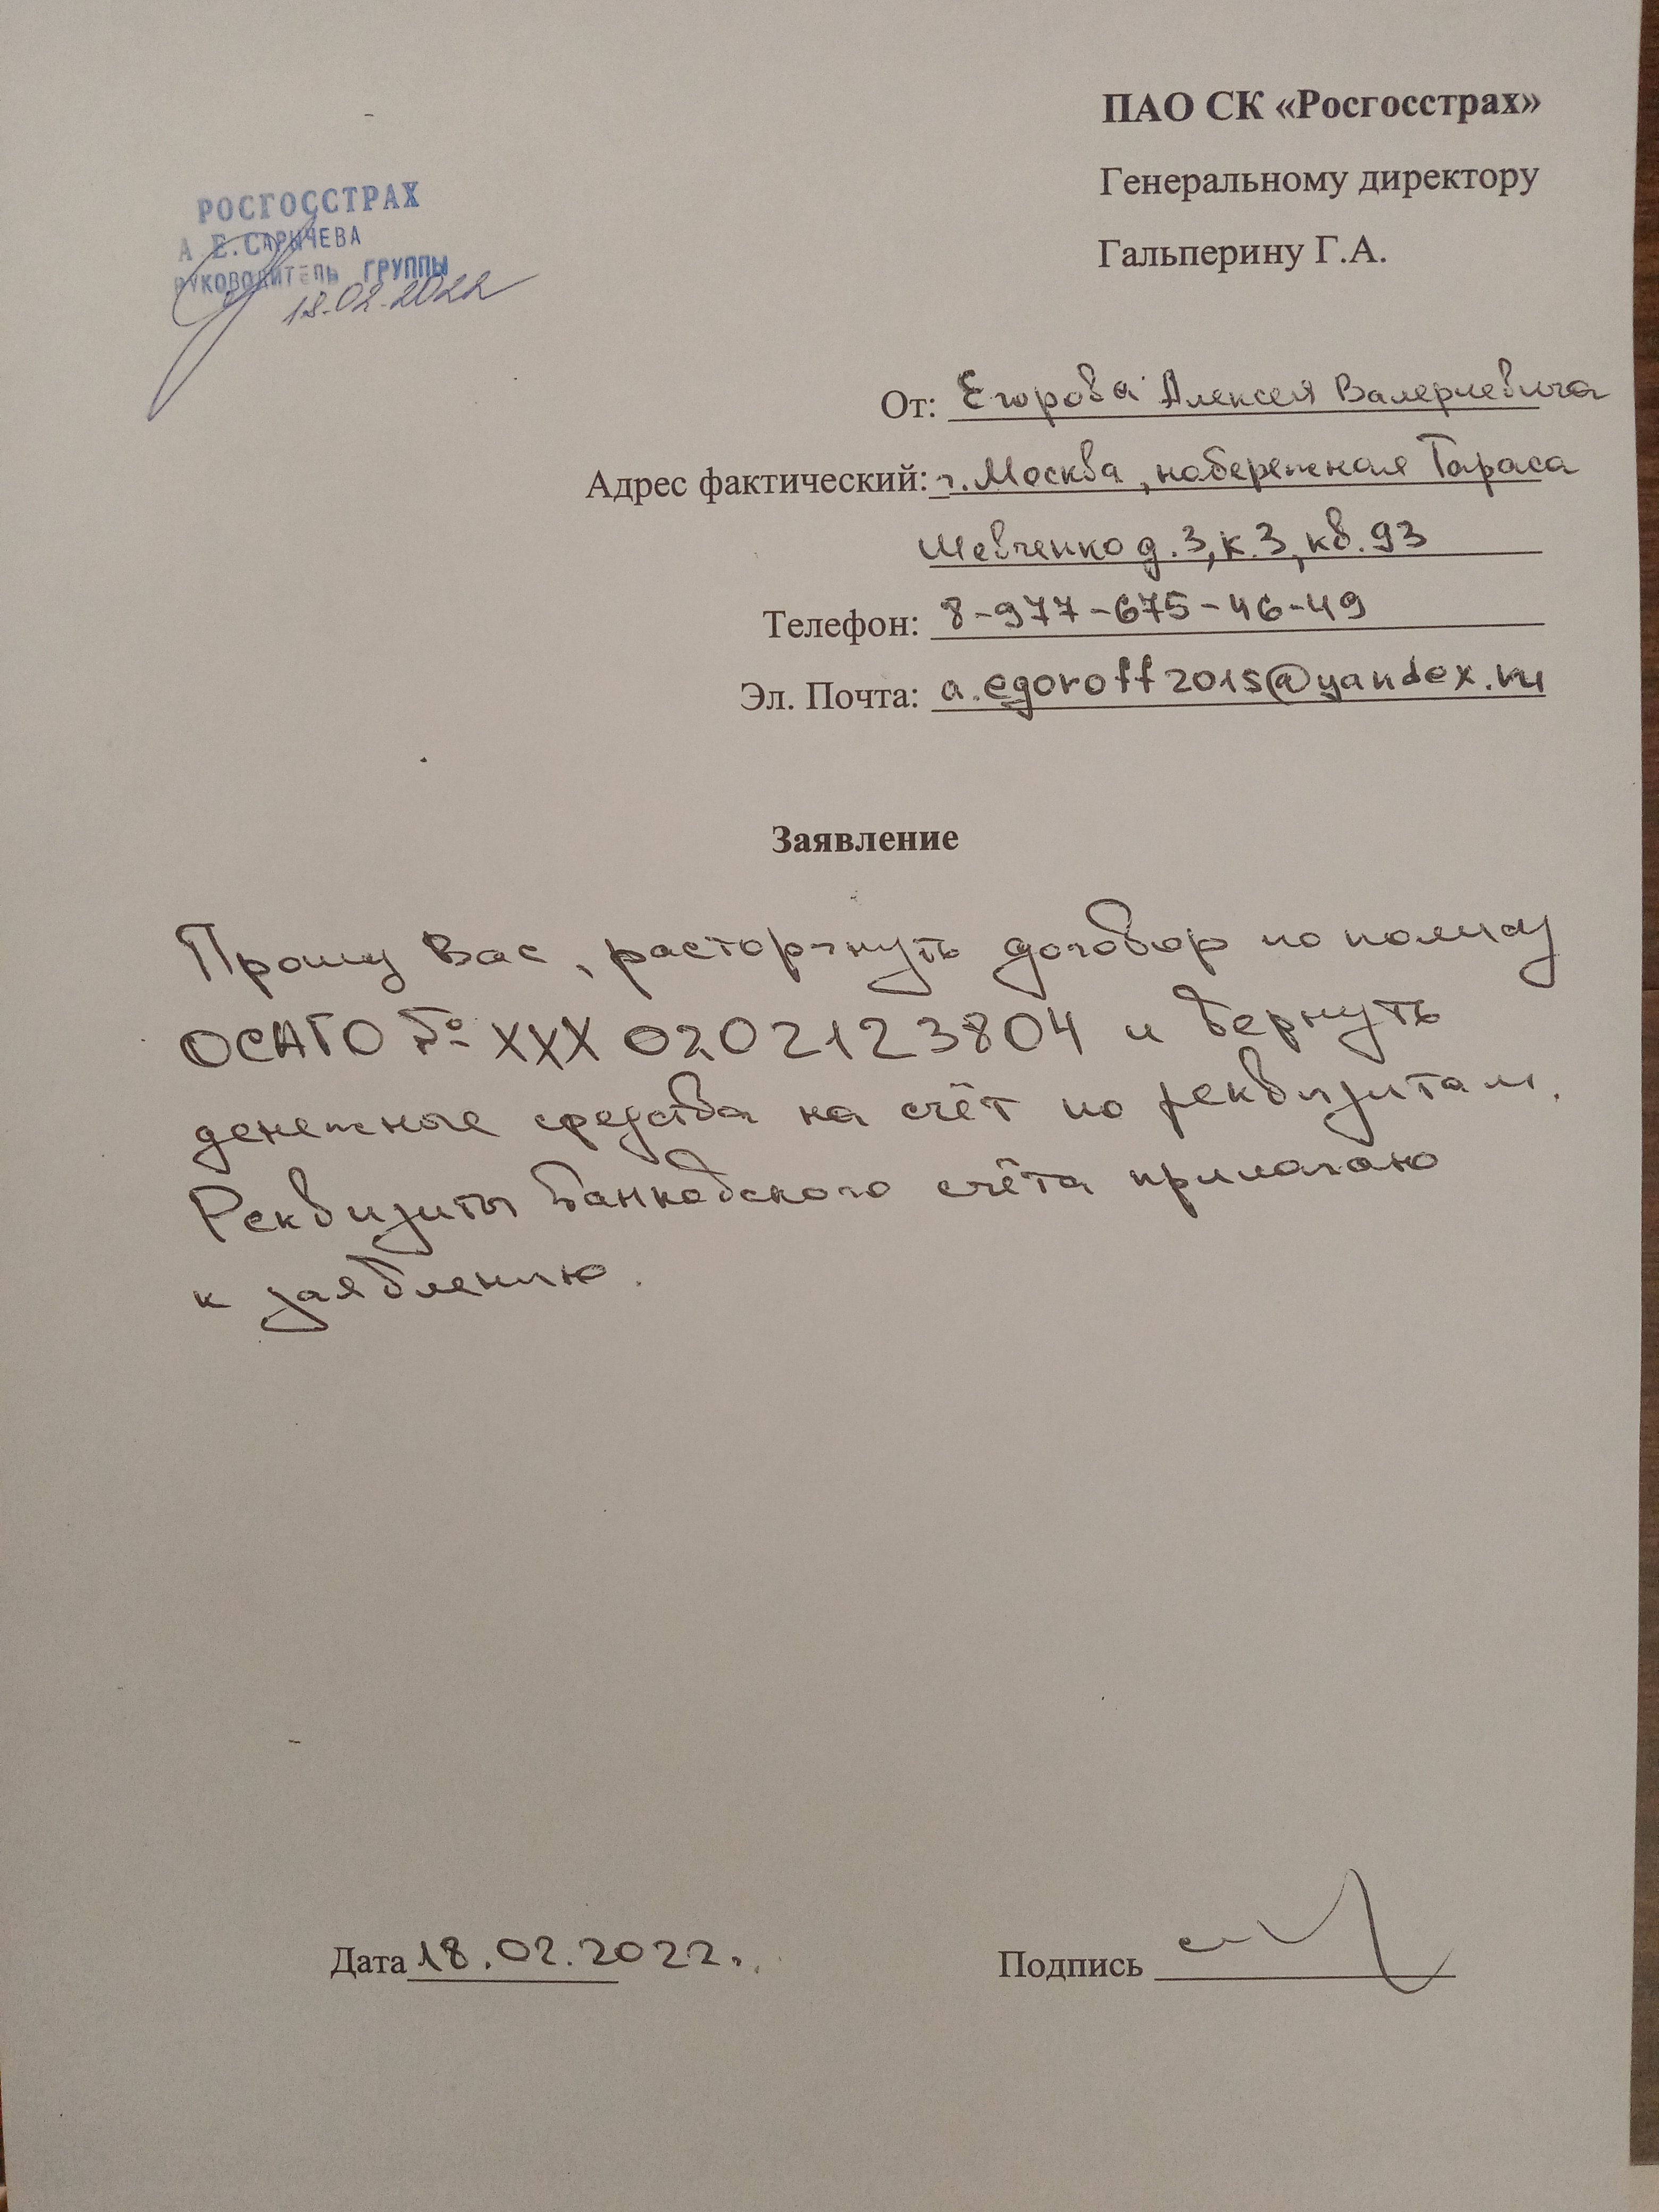 ПАО СК «Росгосстрах»
Генеральному директору
Гальперину Г.А.
РОСГОССТРАХ
А Е.САРЫЧЕВА
РУКОВОДИТЕЛЬ ГРУППЫ
18.02.2022
От: Егорова Алексея Валериевича
Адрес фактический: г. Москва, набережная Тараса
Шевченко д. 3, к. 3, кв. 93
Телефон: 8-977-675-46-49
Эл. Почта: a.egoroff2015@yandex.ru
Заявление
Прошу Вас, расторгнуть договор по полису
ОСАГО № ХХХ 0202123804 и вернуть
денежные средства на счёт по реквизитам.
Реквизиты банковского счёта прилагаю
к заявлению.
Дата 18.02.2022г.
Подпись